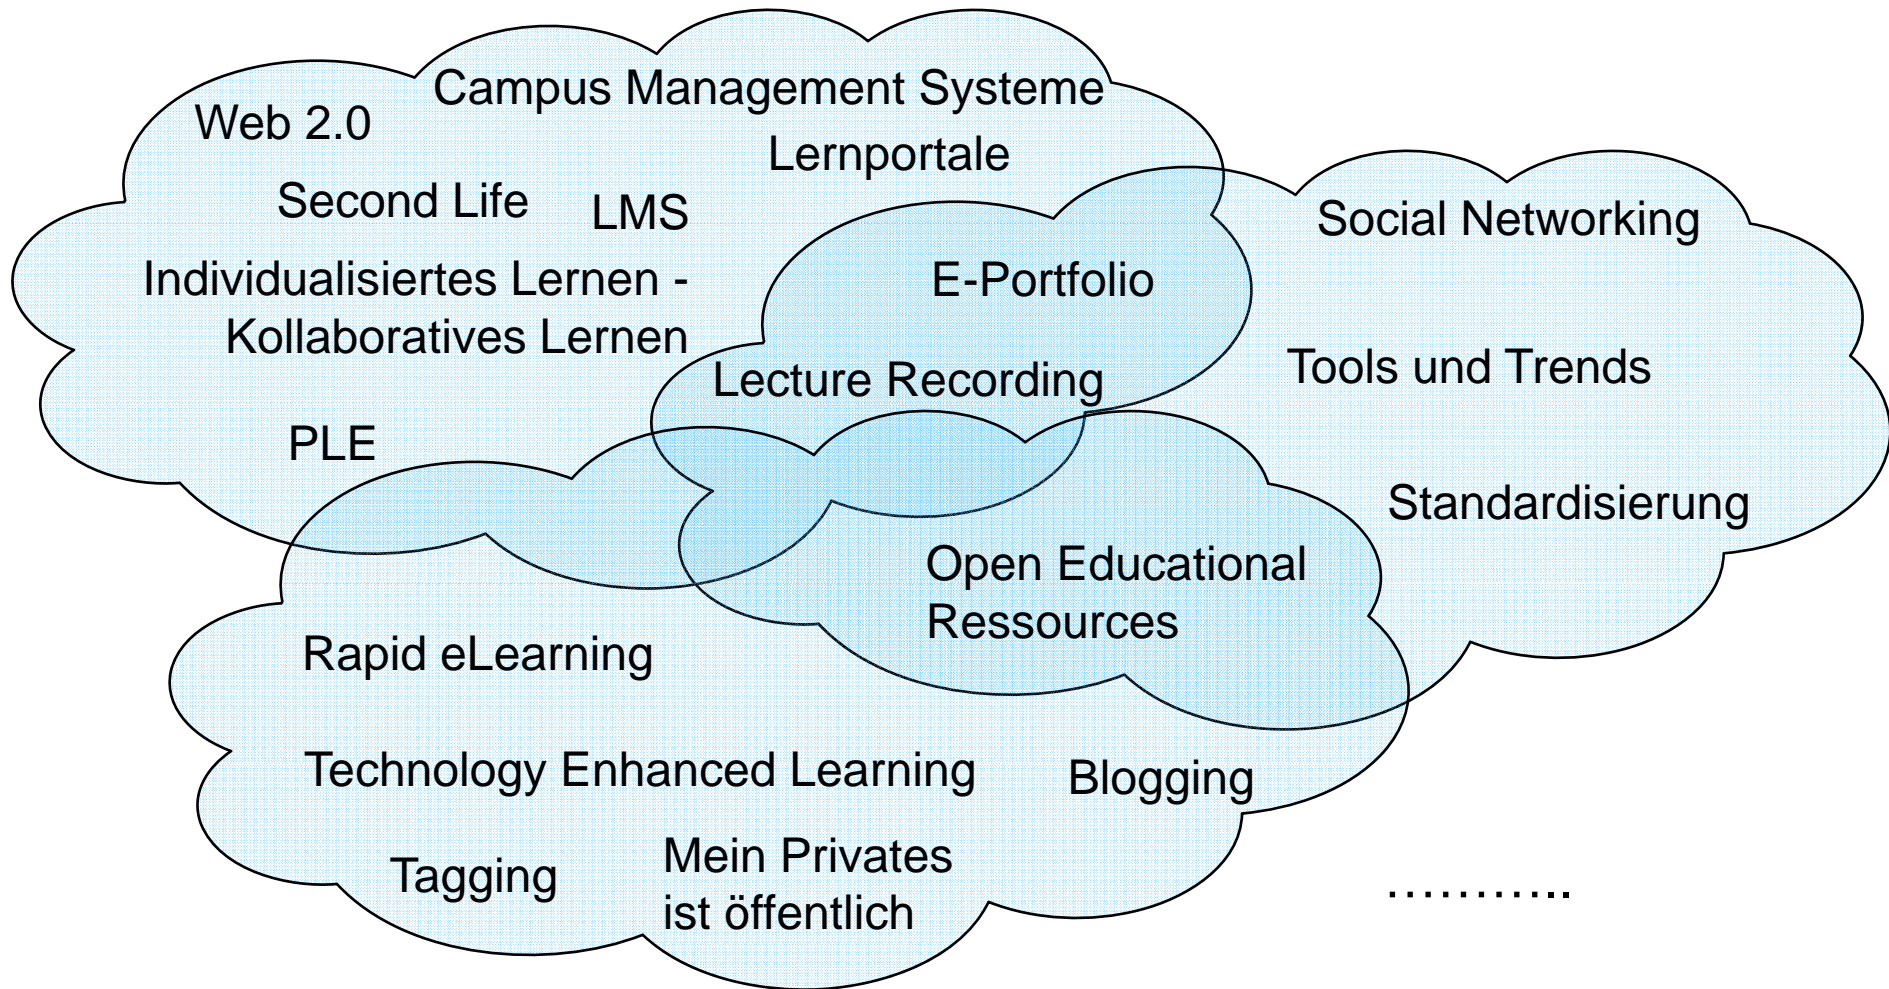 Campus Management Systeme
Web 2.0
Lernportale
Second Life
LMS
Social Networking
Individualisiertes Lernen -
Kollaboratives Lernen
E-Portfolio
Lecture Recording
Tools und Trends
PLE
Standardisierung
Open Educational
Ressources
Rapid eLearning
Technology Enhanced Learning
Blogging
Tagging
Mein Privates
ist öffentlich
………..